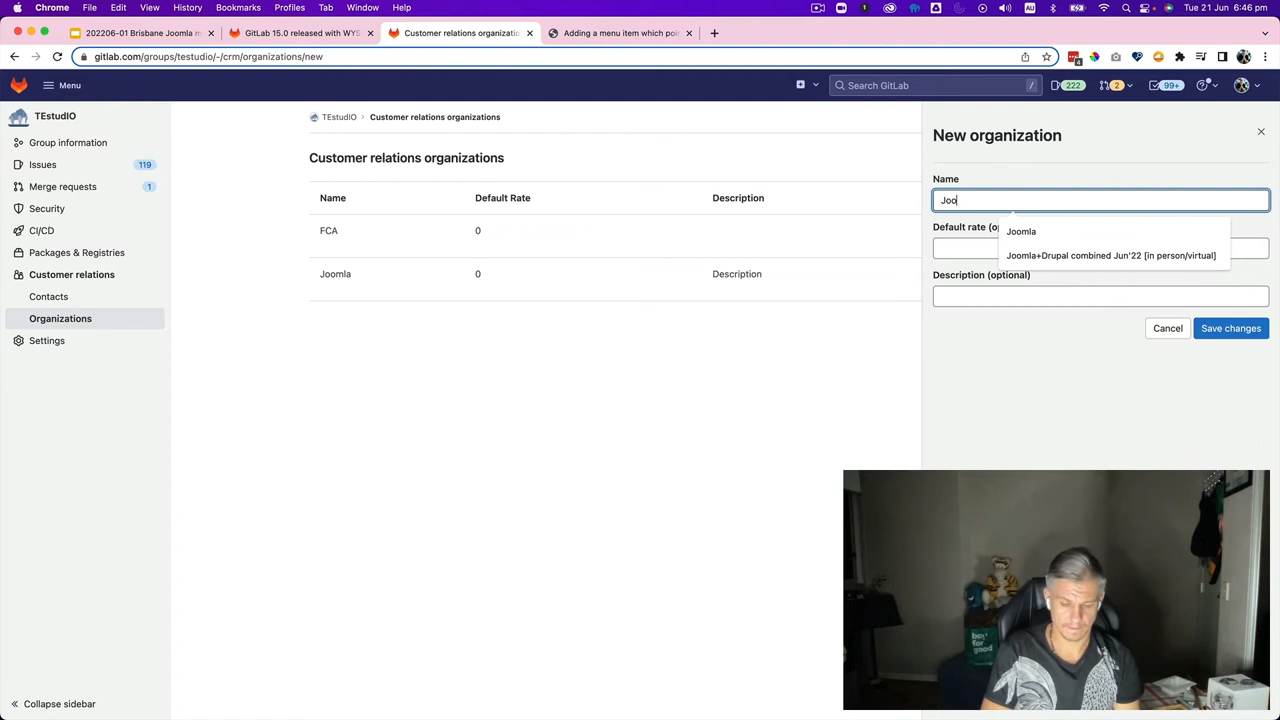 Chrome File Edit View History Bookmarks Profiles Tab Window Help Tue 21 Jun 6:46 pm
202206-01 Brisbane Joomla m
GitLab 15.0 released with WYS
Customer relations organizatio
Adding a menu item which poi
gitlab.com/groups/testudio/-/crm/organizations/new
Menu
Search GitLab /
222
2
99+
TEstudIO
Group information
Issues 119
Merge requests 1
Security
CI/CD
Packages & Registries
Customer relations
Contacts
Organizations
Settings
Collapse sidebar
TEstudIO › Customer relations organizations
Customer relations organizations
Name Default Rate Description
FCA 0
Joomla 0 Description
New organization
Name
Joo
Joomla
Joomla+Drupal combined Jun'22 [in person/virtual]
Default rate (o
Description (optional)
Cancel Save changes